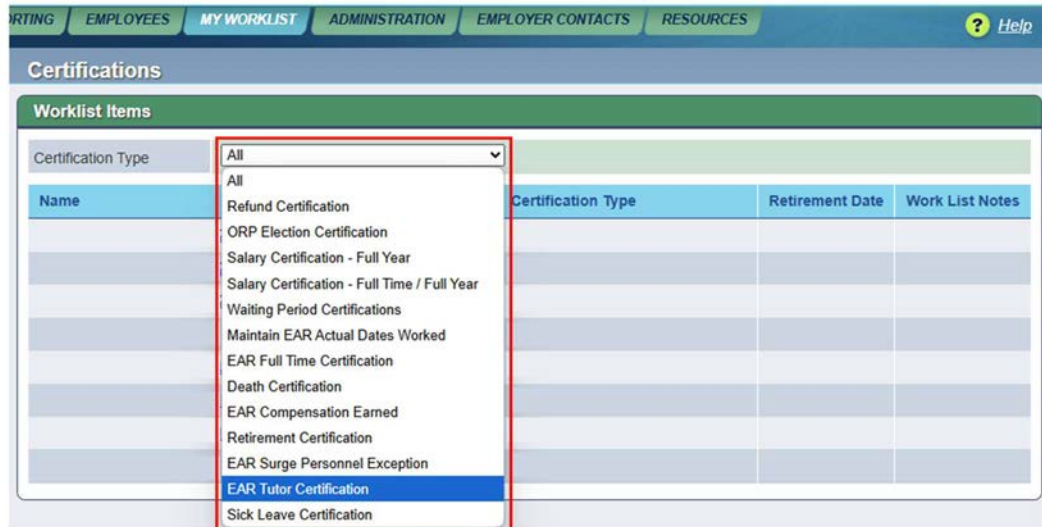 RTING EMPLOYEES MY WORKLIST ADMINISTRATION EMPLOYER CONTACTS RESOURCES ? Help
Certifications
Worklist Items
Certification Type All
Name Certification Type Retirement Date Work List Notes
All
Refund Certification
ORP Election Certification
Salary Certification - Full Year
Salary Certification - Full Time / Full Year
Waiting Period Certifications
Maintain EAR Actual Dates Worked
EAR Full Time Certification
Death Certification
EAR Compensation Earned
Retirement Certification
EAR Surge Personnel Exception
EAR Tutor Certification
Sick Leave Certification